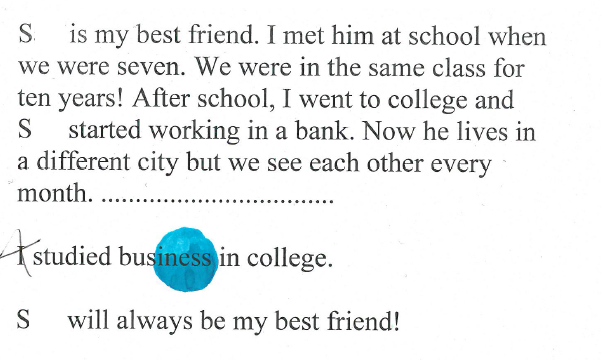 S is my best friend. I met him at school when
we were seven. We were in the same class for
ten years! After school, I went to college and
S started working in a bank. Now he lives in
a different city but we see each other every
month. ..................................
I studied business in college.
S will always be my best friend!